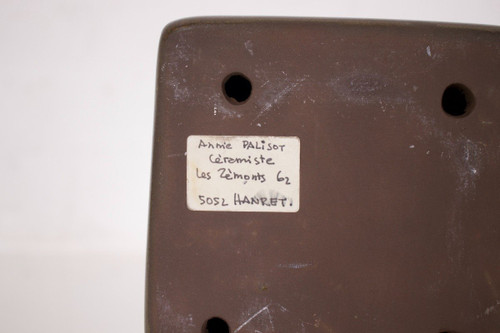 Annie PALISOT
Céramiste
Les Zémonts 62
5052 HANRET.